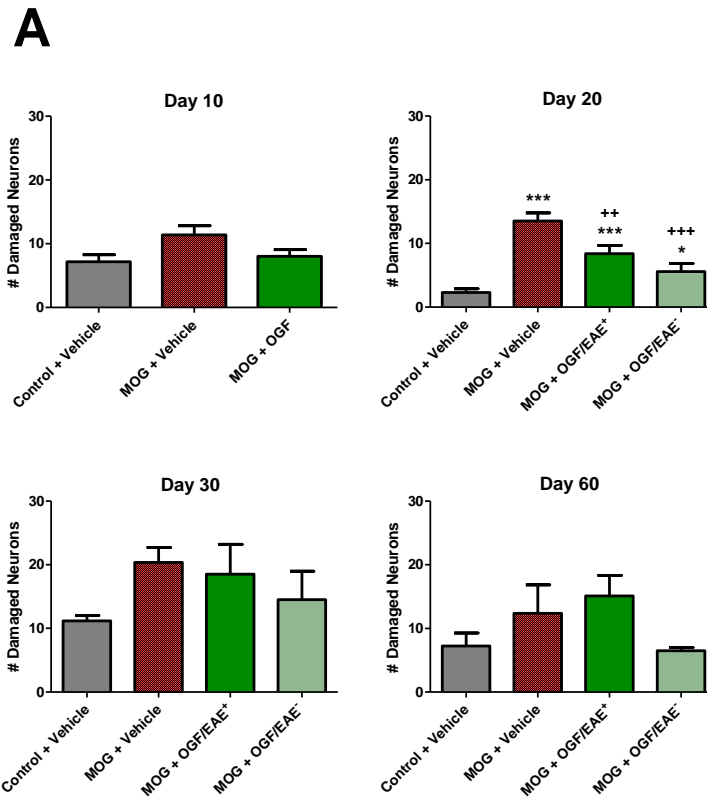 A
Day 10
# Damaged Neurons
30
20
10
0
Control + Vehicle
MOG + Vehicle
MOG + OGF
Day 20
# Damaged Neurons
30
20
10
0
***
++
***
+++
*
Control + Vehicle
MOG + Vehicle
MOG + OGF/EAE⁺
MOG + OGF/EAE⁻
Day 30
# Damaged Neurons
30
20
10
0
Control + Vehicle
MOG + Vehicle
MOG + OGF/EAE⁺
MOG + OGF/EAE⁻
Day 60
# Damaged Neurons
30
20
10
0
Control + Vehicle
MOG + Vehicle
MOG + OGF/EAE⁺
MOG + OGF/EAE⁻